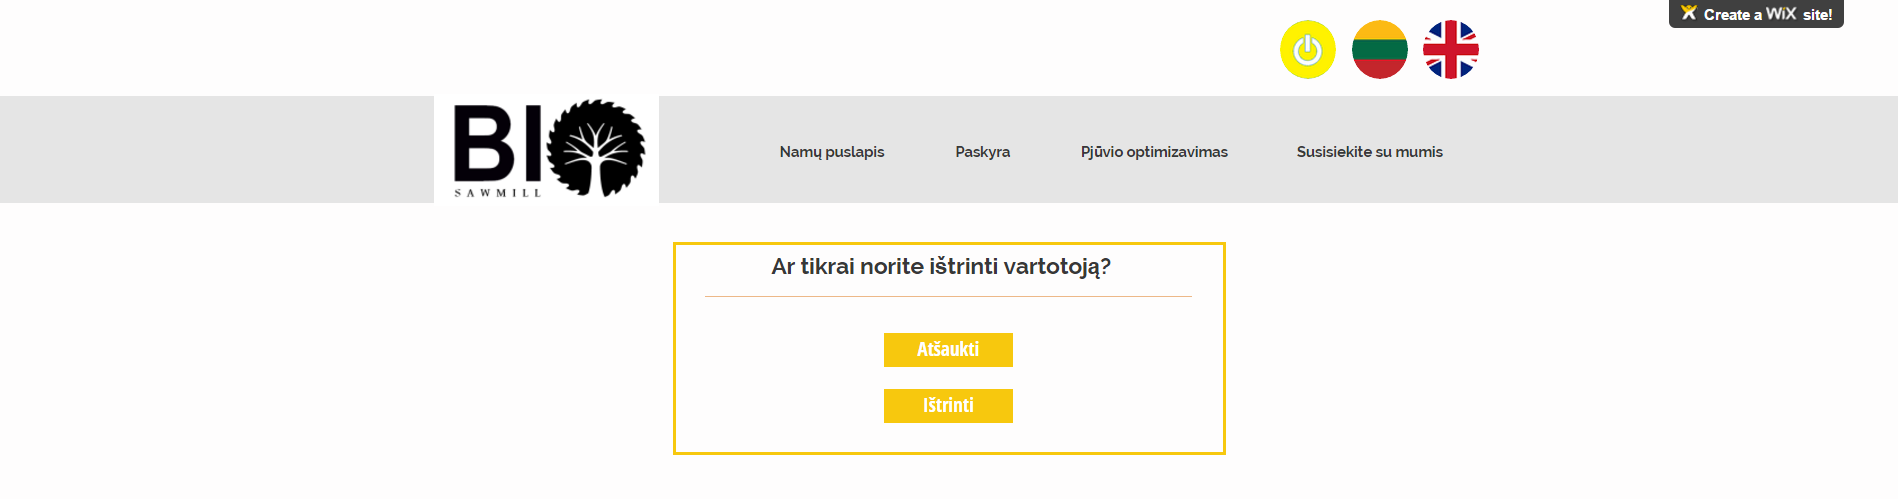 Create a WiX site!
BIO
SAWMILL
Namų puslapis
Paskyra
Pjūvio optimizavimas
Susisiekite su mumis
Ar tikrai norite ištrinti vartotoją?
Atšaukti
Ištrinti